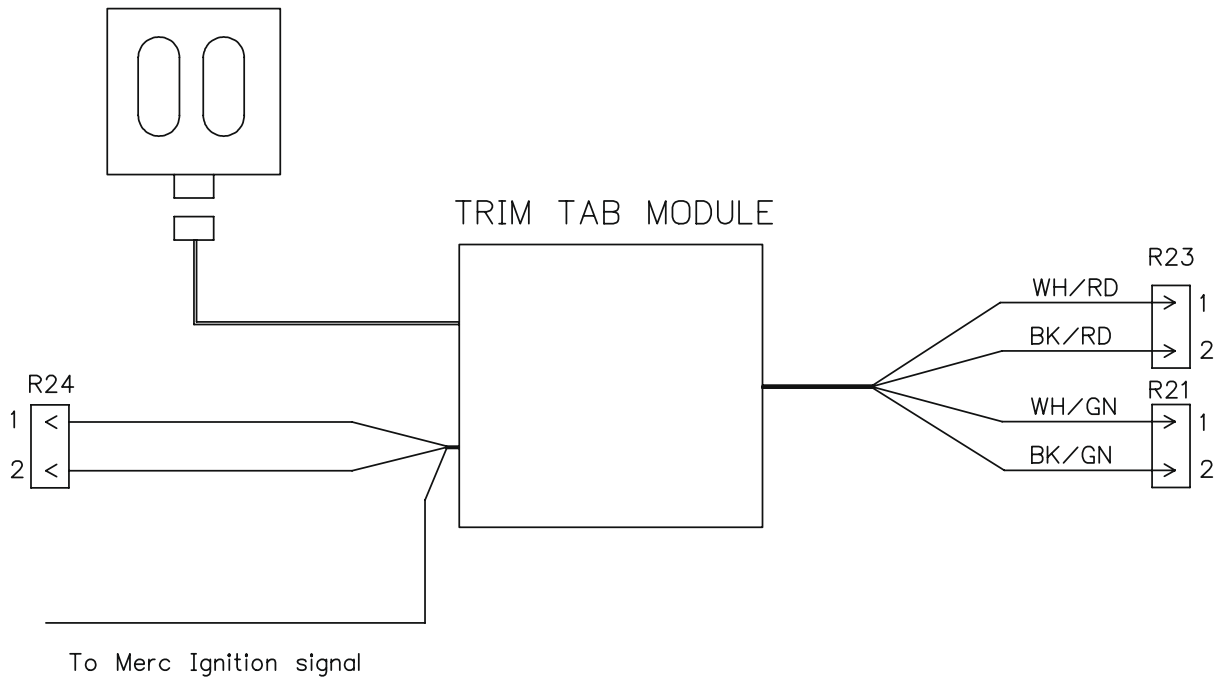 TRIM TAB MODULE
R23
WH/RD
1
BK/RD
2
R24
R21
1
WH/GN
1
2
BK/GN
2
To Merc Ignition signal